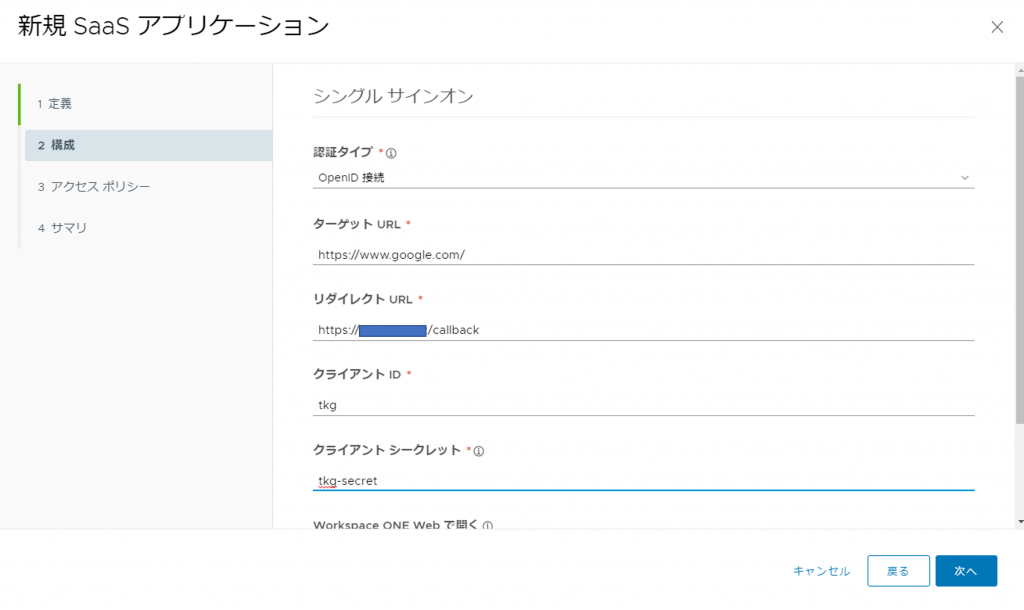 新規 SaaS アプリケーション
1 定義
2 構成
3 アクセス ポリシー
4 サマリ
シングル サインオン
認証タイプ *
OpenID 接続
ターゲット URL *
https://www.google.com/
リダイレクト URL *
https:// /callback
クライアント ID *
tkg
クライアント シークレット *
tkg-secret
Workspace ONE Web で開く
キャンセル
戻る
次へ